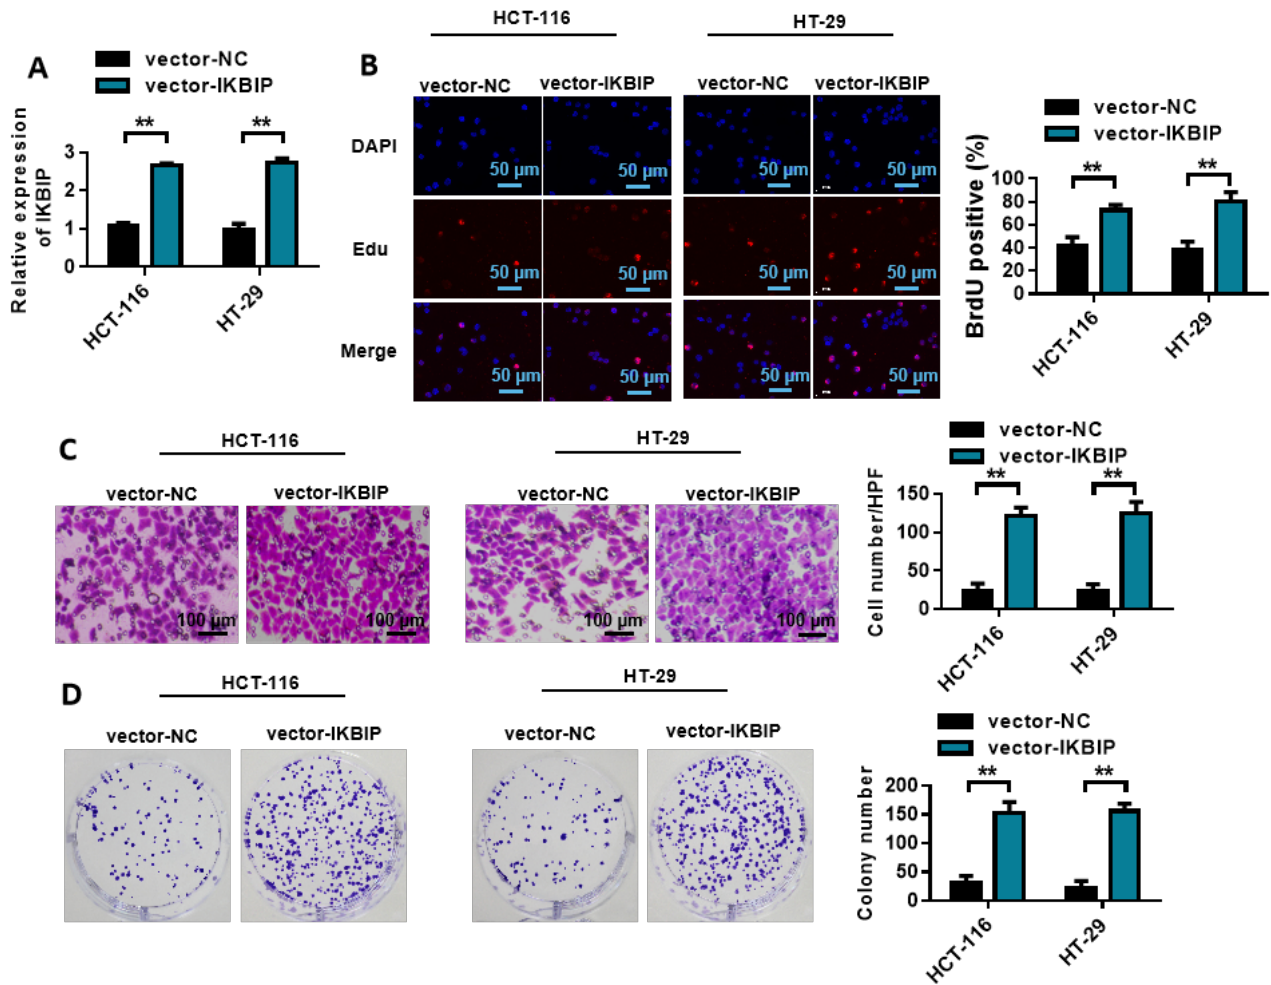 A
vector-NC
vector-IKBIP
Relative expression
of IKBIP
**
**
3
2
1
0
HCT-116
HT-29
B
HCT-116
HT-29
vector-NC
vector-IKBIP
vector-NC
vector-IKBIP
DAPI
50 µm
50 µm
50 µm
50 µm
Edu
50 µm
50 µm
50 µm
50 µm
Merge
50 µm
50 µm
50 µm
50 µm
vector-NC
vector-IKBIP
BrdU positive (%)
**
**
100
80
60
40
20
0
HCT-116
HT-29
C
HCT-116
HT-29
vector-NC
vector-IKBIP
vector-NC
vector-IKBIP
100 µm
100 µm
100 µm
100 µm
vector-NC
vector-IKBIP
Cell number/HPF
**
**
150
100
50
0
HCT-116
HT-29
D
HCT-116
HT-29
vector-NC
vector-IKBIP
vector-NC
vector-IKBIP
vector-NC
vector-IKBIP
Colony number
**
**
200
150
100
50
0
HCT-116
HT-29